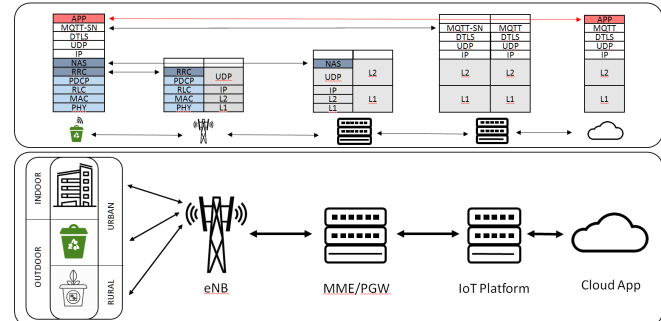 APP
MQTT-SN
DTLS
UDP
IP
NAS
RRC
PDCP
RLC
MAC
PHY
RRC
PDCP
RLC
MAC
PHY
UDP
IP
L2
L1
NAS
UDP
IP
L2
L1
L2
L1
MQTT-SN
DTLS
UDP
IP
L2
L1
MQTT
DTLS
UDP
IP
L2
L1
APP
MQTT
DTLS
UDP
IP
L2
L1
INDOOR
OUTDOOR
URBAN
RURAL
eNB
MME/PGW
IoT Platform
Cloud App